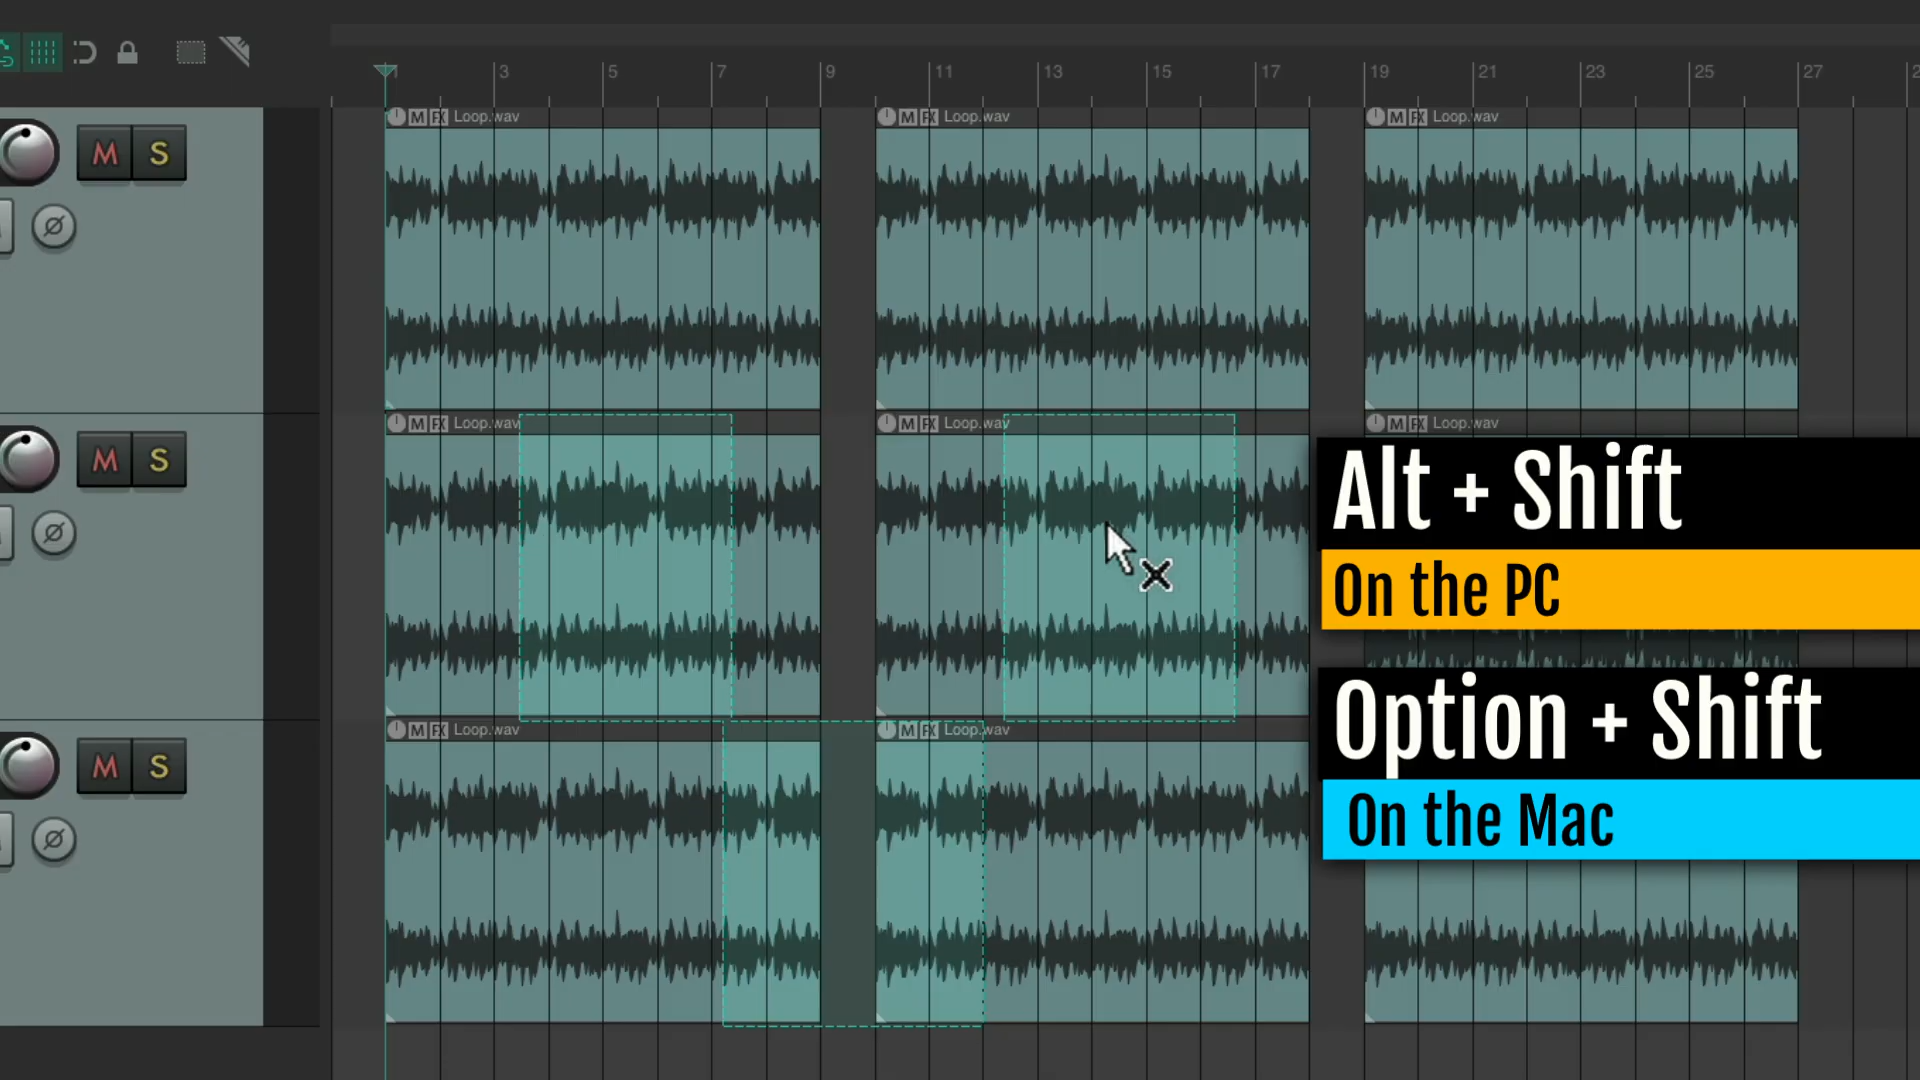 1 3 5 7 9 11 13 15 17 19 21 23 25 27
M FX Loop.wav M FX Loop.wav M FX Loop.wav
M S
Ø
M FX Loop.wav M FX Loop.wav M FX Loop.wav
M S
Ø
Alt + Shift
On the PC
Option + Shift
On the Mac
M FX Loop.wav M FX Loop.wav
M S
Ø